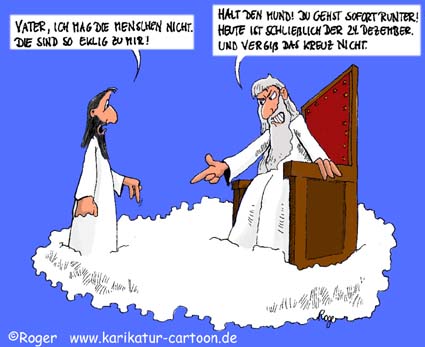 VATER, ICH MAG DIE MENSCHEN NICHT.
DIE SIND SO EKLIG ZU MIR!
HALT DEN MUND! DU GEHST SOFORT RUNTER!
HEUTE IST SCHLIEßLICH DER 24. DEZEMBER.
UND VERGIß DAS KREUZ NICHT.
Roger
©Roger www.karikatur-cartoon.de